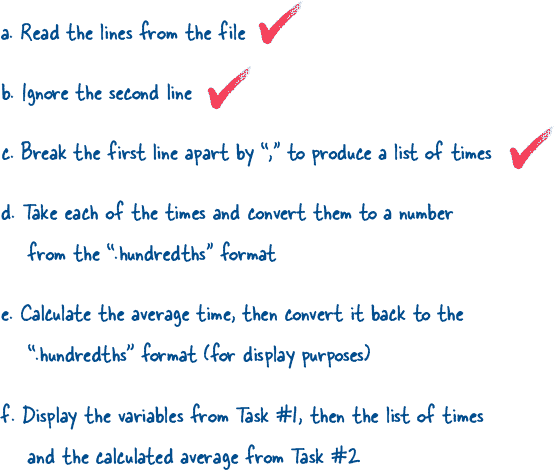 a. Read the lines from the file
b. Ignore the second line
c. Break the first line apart by “,” to produce a list of times
d. Take each of the times and convert them to a number
from the “.hundredths” format
e. Calculate the average time, then convert it back to the
“.hundredths” format (for display purposes)
f. Display the variables from Task #1, then the list of times
and the calculated average from Task #2